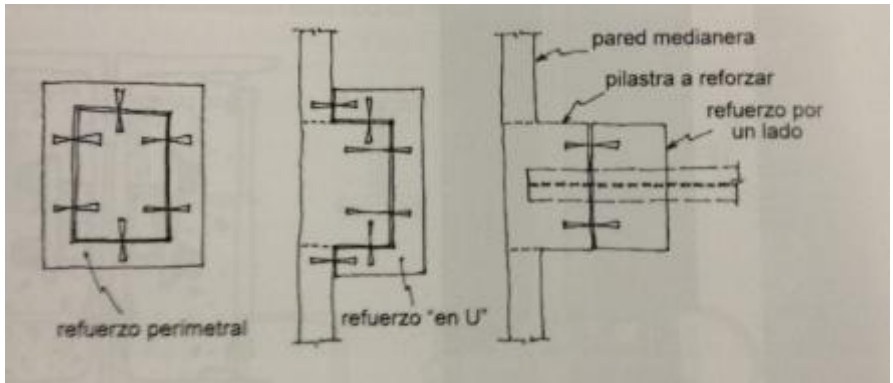 pared medianera
pilastra a reforzar
refuerzo por
un lado
refuerzo perimetral
refuerzo "en U"